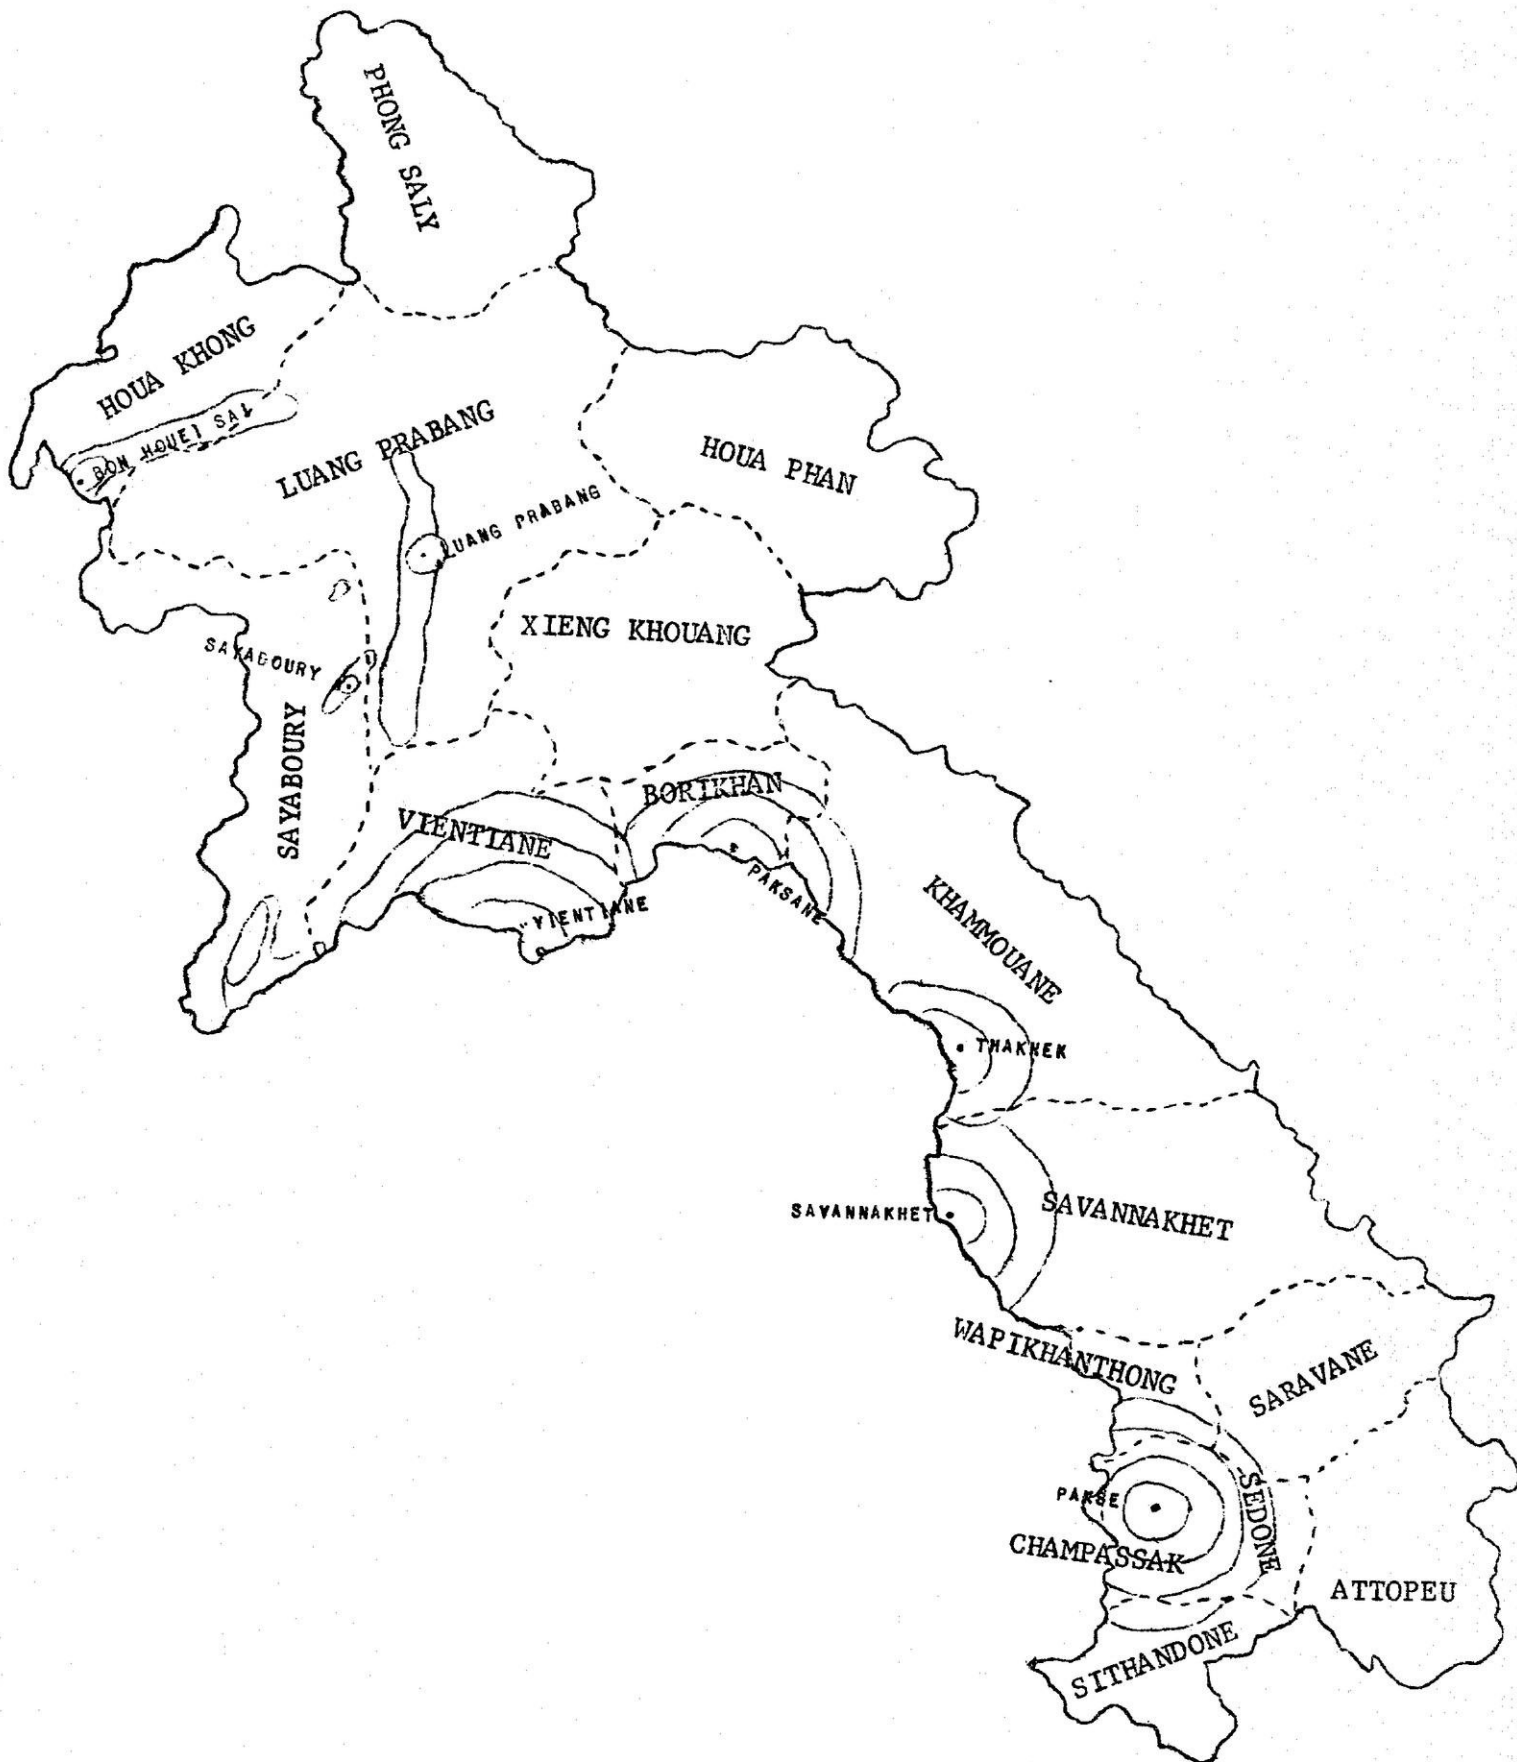 PHONG SALY
HOUA KHONG
BON HOUEI SAI
LUANG PRABANG
HOUA PHAN
LUANG PRABANG
XIENG KHOUANG
SAYABOURY
SAYABOURY
BORIKHAN
VIENTIANE
PAKSANE
VIENTIANE
KHAMMOUANE
THAKHEK
SAVANNAKHET
SAVANNAKHET
WAPIKHANTHONG
SARAVANE
PAKSE
SEDONE
CHAMPASSAK
ATTOPEU
SITHANDONE